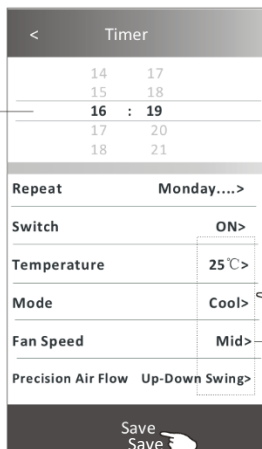 < Timer
14 17
15 18
16 : 19
17 20
18 21
Repeat Monday....>
Switch ON>
Temperature 25℃>
Mode Cool>
Fan Speed Mid>
Precision Air Flow Up-Down Swing>
Save
Save